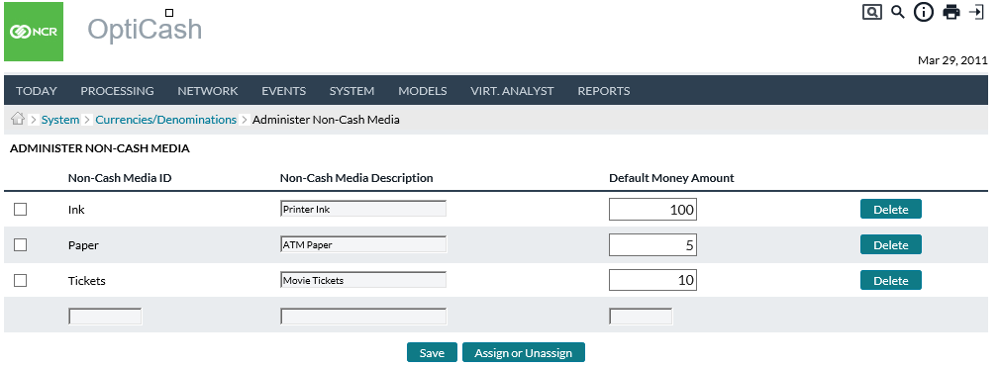 NCR
OptiCash
Mar 29, 2011
TODAY PROCESSING NETWORK EVENTS SYSTEM MODELS VIRT. ANALYST REPORTS
System Currencies/Denominations Administer Non-Cash Media
ADMINISTER NON-CASH MEDIA
Non-Cash Media ID Non-Cash Media Description Default Money Amount
Ink Printer Ink 100 Delete
Paper ATM Paper 5 Delete
Tickets Movie Tickets 10 Delete
Save Assign or Unassign